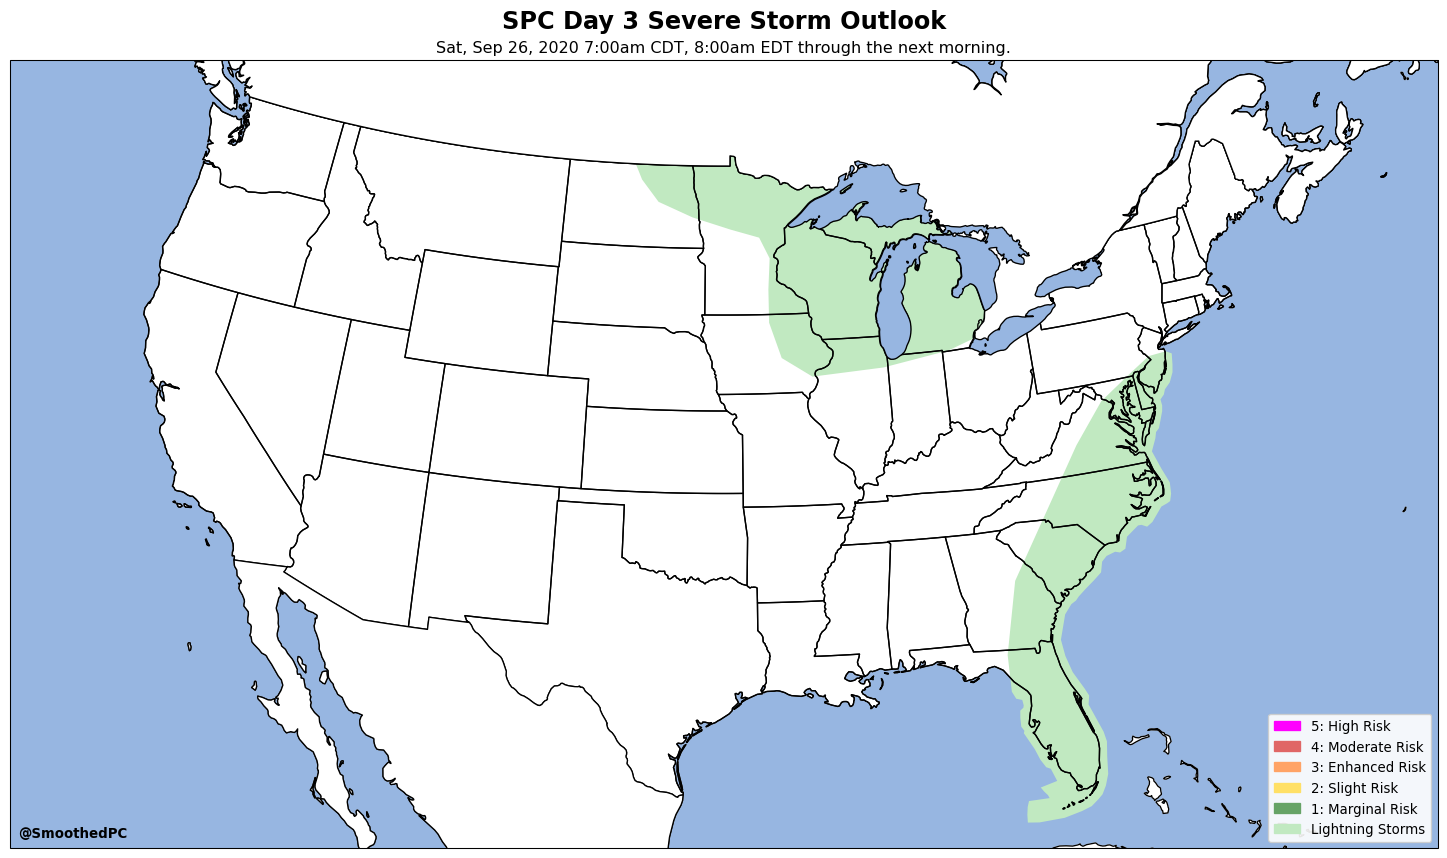 SPC Day 3 Severe Storm Outlook
Sat, Sep 26, 2020 7:00am CDT, 8:00am EDT through the next morning.
5: High Risk
4: Moderate Risk
3: Enhanced Risk
2: Slight Risk
1: Marginal Risk
Lightning Storms
@SmoothedPC